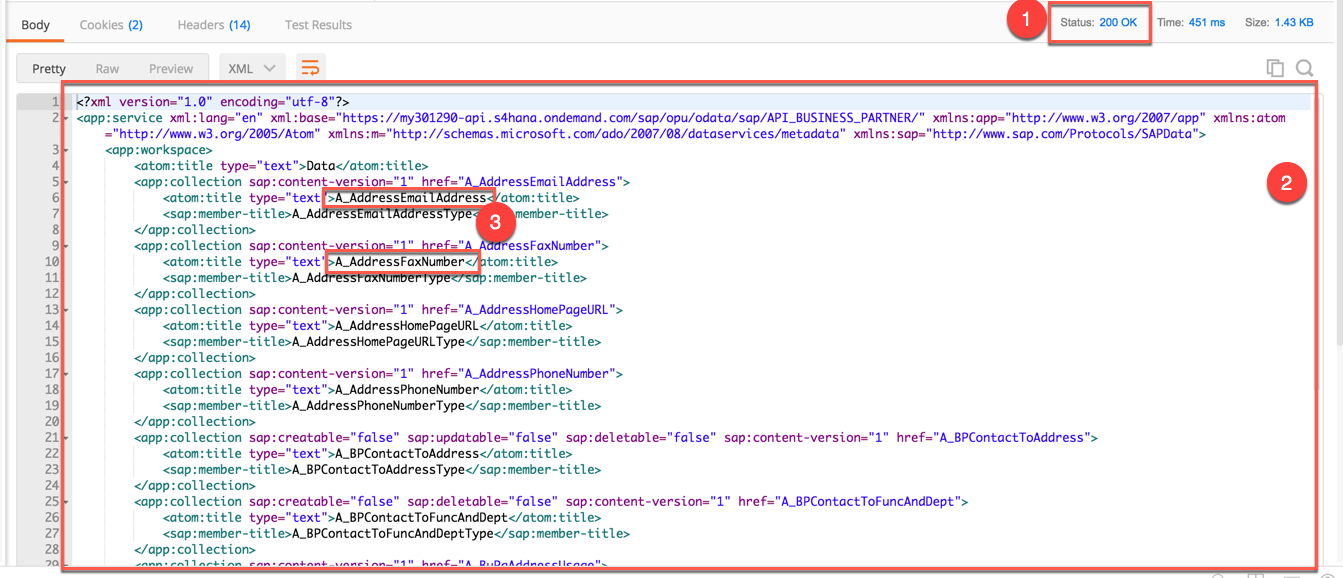 Body Cookies (2) Headers (14) Test Results 1 Status: 200 OK Time: 451 ms Size: 1.43 KB
Pretty Raw Preview XML
1 <?xml version="1.0" encoding="utf-8"?>
2 <app:service xml:lang="en" xml:base="https://my301290-api.s4hana.ondemand.com/sap/opu/odata/sap/API_BUSINESS_PARTNER/" xmlns:app="http://www.w3.org/2007/app" xmlns:atom
="http://www.w3.org/2005/Atom" xmlns:m="http://schemas.microsoft.com/ado/2007/08/dataservices/metadata" xmlns:sap="http://www.sap.com/Protocols/SAPData">
3 <app:workspace>
4 <atom:title type="text">Data</atom:title>
5 <app:collection sap:content-version="1" href="A_AddressEmailAddress">
2
6 <atom:title type="text">A_AddressEmailAddress</atom:title>
7 <sap:member-title>A_AddressEmailAddressType< member-title>
3
8 </app:collection>
9 <app:collection sap:content-version="1" href="A_AddressFaxNumber">
10 <atom:title type="text">A_AddressFaxNumber</atom:title>
11 <sap:member-title>A_AddressFaxNumberType</sap:member-title>
12 </app:collection>
13 <app:collection sap:content-version="1" href="A_AddressHomePageURL">
14 <atom:title type="text">A_AddressHomePageURL</atom:title>
15 <sap:member-title>A_AddressHomePageURLType</sap:member-title>
16 </app:collection>
17 <app:collection sap:content-version="1" href="A_AddressPhoneNumber">
18 <atom:title type="text">A_AddressPhoneNumber</atom:title>
19 <sap:member-title>A_AddressPhoneNumberType</sap:member-title>
20 </app:collection>
21 <app:collection sap:creatable="false" sap:updatable="false" sap:deletable="false" sap:content-version="1" href="A_BPContactToAddress">
22 <atom:title type="text">A_BPContactToAddress</atom:title>
23 <sap:member-title>A_BPContactToAddressType</sap:member-title>
24 </app:collection>
25 <app:collection sap:creatable="false" sap:deletable="false" sap:content-version="1" href="A_BPContactToFuncAndDept">
26 <atom:title type="text">A_BPContactToFuncAndDept</atom:title>
27 <sap:member-title>A_BPContactToFuncAndDeptType</sap:member-title>
28 </app:collection>
29 <app:collection sap:content-version="1" href="A_BuPaAddressUsage">